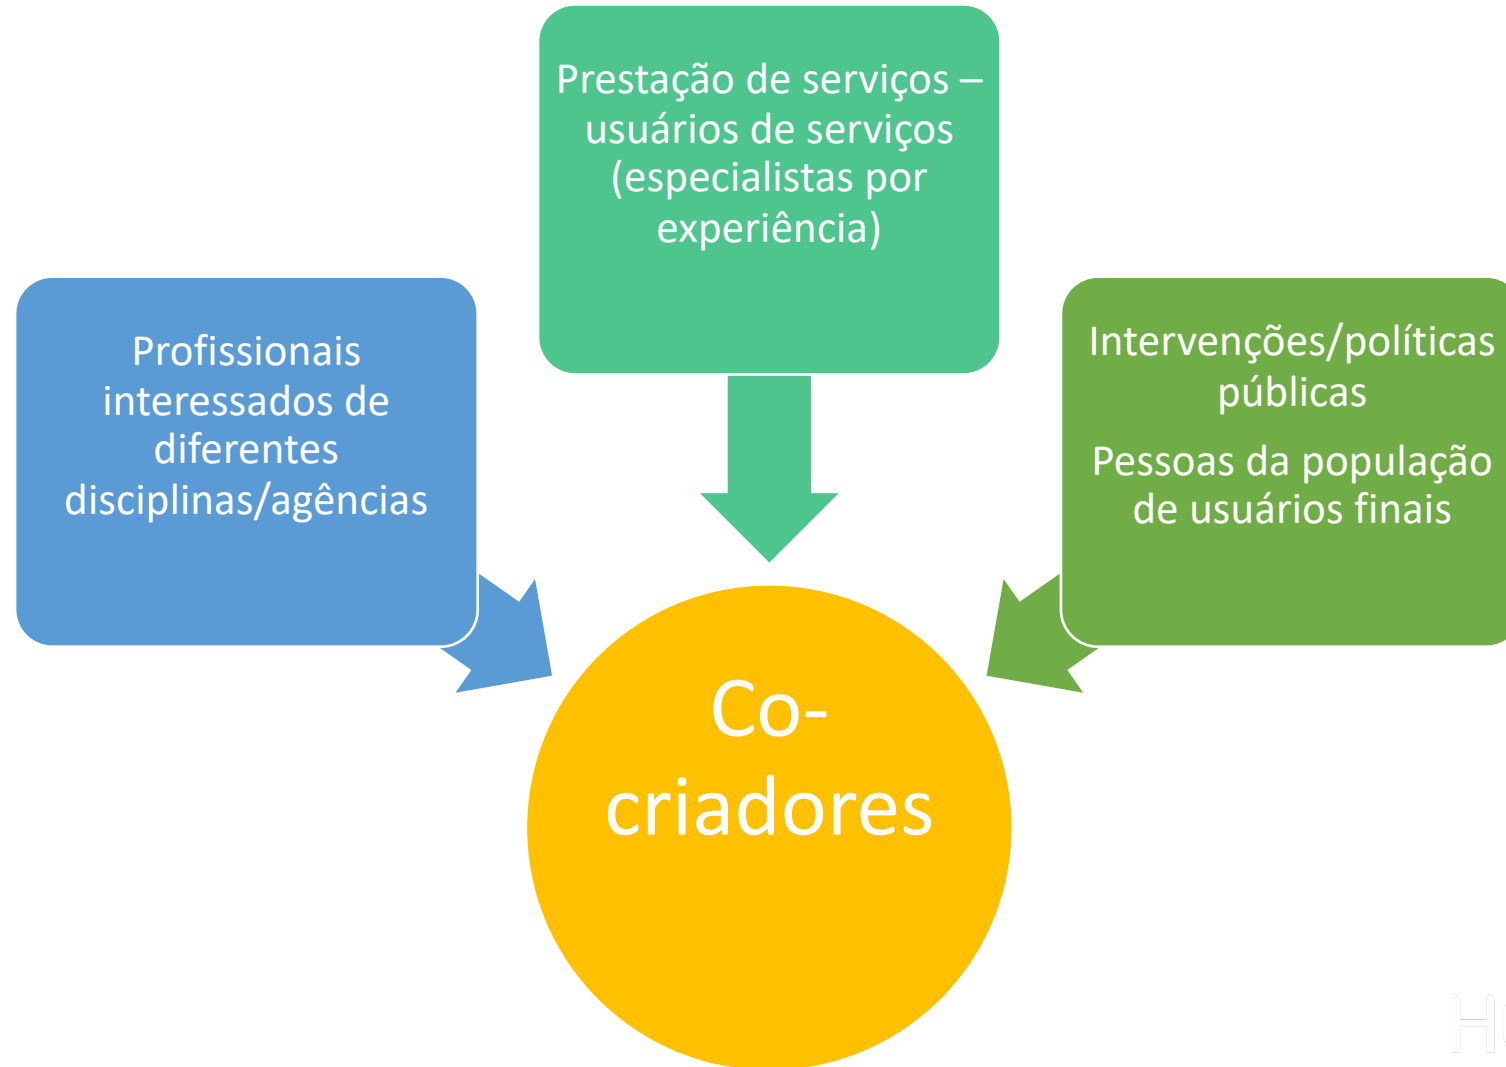 Prestação de serviços –
usuários de serviços
(especialistas por
experiência)
Profissionais
interessados de
diferentes
disciplinas/agências
Intervenções/políticas
públicas
Pessoas da população
de usuários finais
Co-
criadores